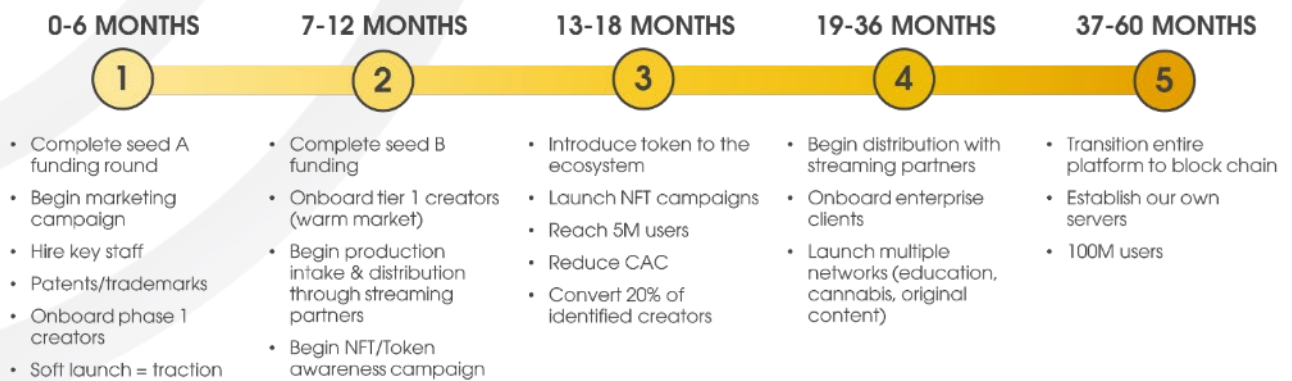 0-6 MONTHS
1
• Complete seed A
funding round
• Begin marketing
campaign
• Hire key staff
• Patents/trademarks
• Onboard phase 1
creators
• Soft launch = traction
7-12 MONTHS
2
• Complete seed B
funding
• Onboard tier 1 creators
(warm market)
• Begin production
intake & distribution
through streaming
partners
• Begin NFT/Token
awareness campaign
13-18 MONTHS
3
• Introduce token to the
ecosystem
• Launch NFT campaigns
• Reach 5M users
• Reduce CAC
• Convert 20% of
identified creators
19-36 MONTHS
4
• Begin distribution with
streaming partners
• Onboard enterprise
clients
• Launch multiple
networks (education,
cannabis, original
content)
37-60 MONTHS
5
• Transition entire
platform to block chain
• Establish our own
servers
• 100M users